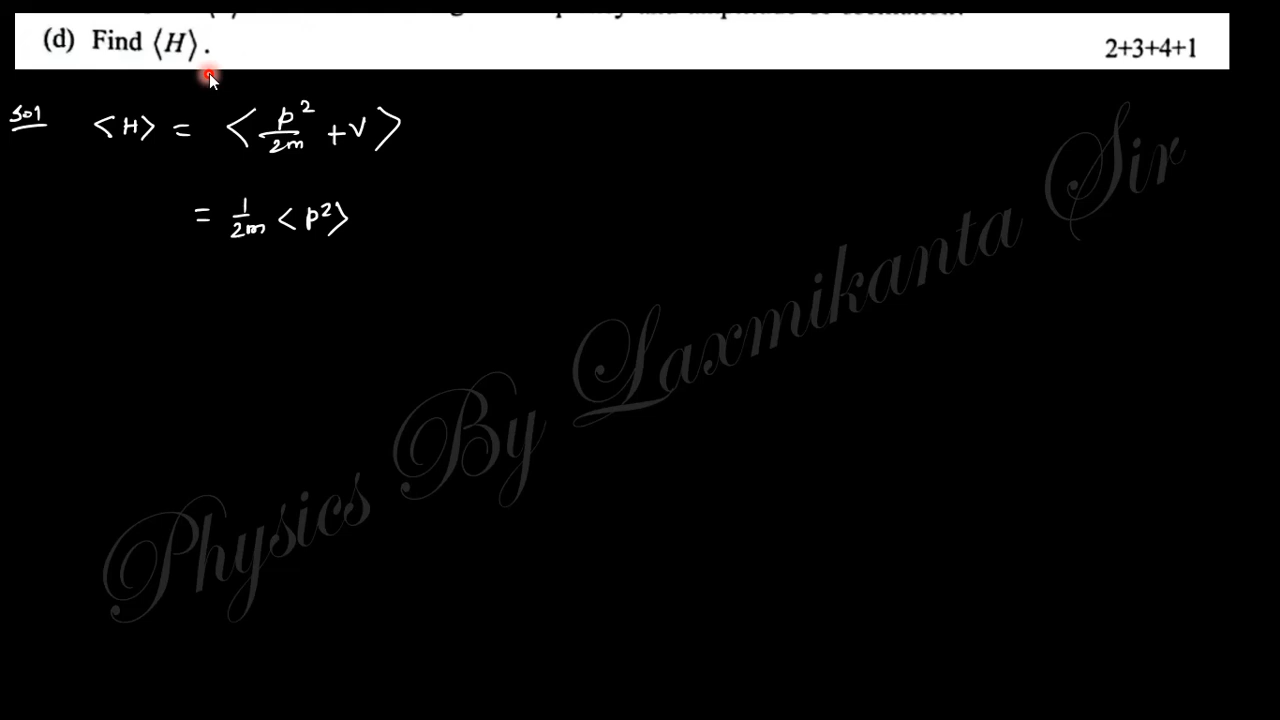 (d) Find ⟨H⟩.
2+3+4+1
Sol
<H> = <p²/2m + V>
= 1/2m <p²>
Physics By Laxmikanta Sir